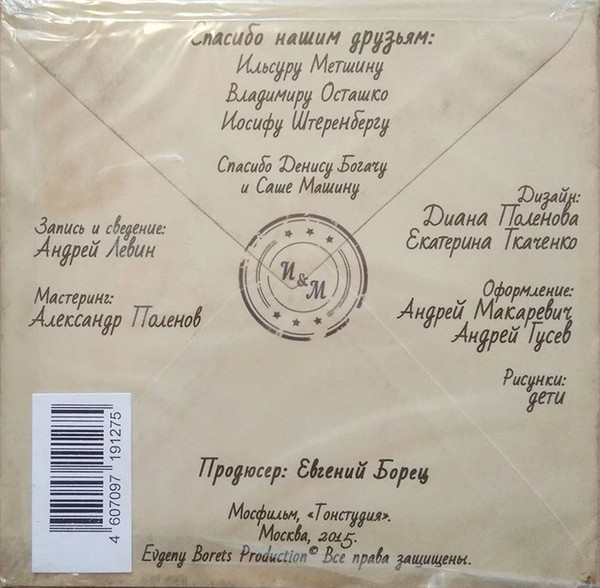 Спасибо нашим друзьям:
Ильсуру Метшину
Владимиру Осташко
Иосифу Штеренбергу
Спасибо Денису Богачу
и Саше Машину
Запись и сведение:
Андрей Левин
Мастеринг:
Александр Поленов
И&М
Дизайн:
Диана Поленова
Екатерина Ткаченко
Оформление:
Андрей Макаревич
Андрей Гусев
Рисунки:
дети
4 607097 191275
Продюсер: Евгений Борец
Мосфильм, «Тонстудия».
Москва, 2015.
Evgeny Borets Production© Все права защищены.